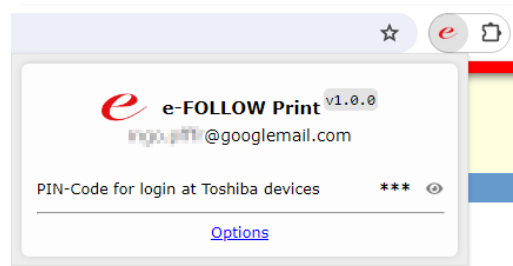 e
e e-FOLLOW Print v1.0.0
@googlemail.com
PIN-Code for login at Toshiba devices ***
Options